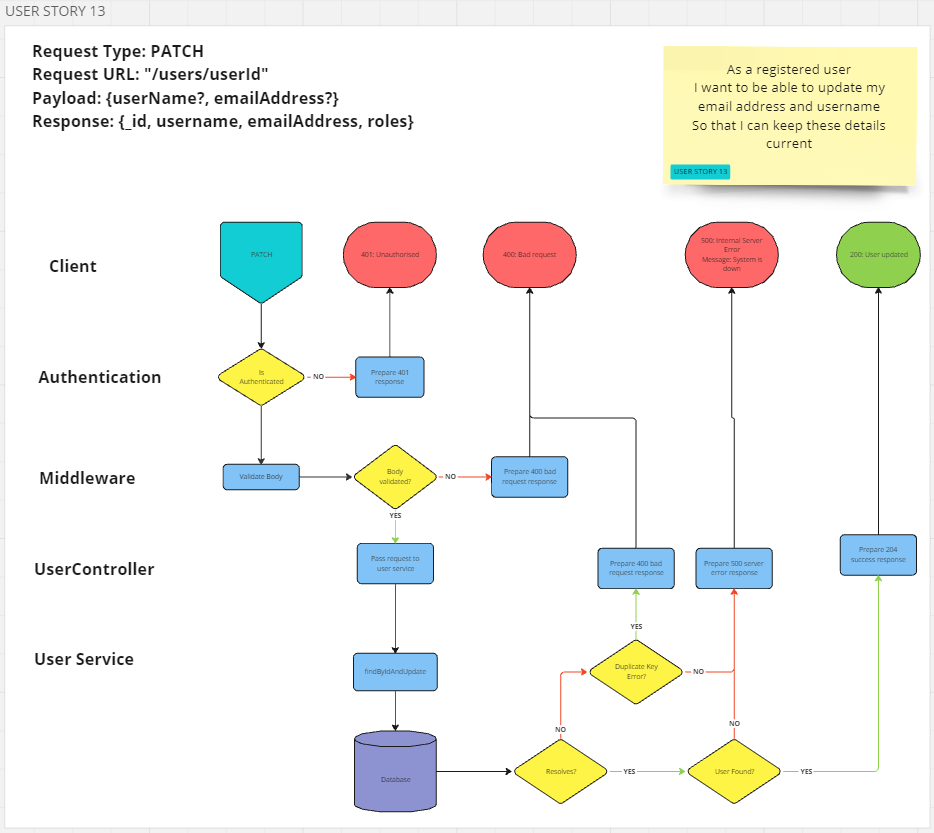 USER STORY 13
Request Type: PATCH
Request URL: "/users/userId"
Payload: {userName?, emailAddress?}
Response: {_id, username, emailAddress, roles}
As a registered user
I want to be able to update my
email address and username
So that I can keep these details
current
USER STORY 13
Client
PATCH
401: Unauthorised
400: Bad request
500: Internal Server
Error
Message: System is
down
200: User updated
Authentication
Is
Authenticated
NO
Prepare 401
response
Middleware
Validate Body
Body
validated?
NO
Prepare 400 bad
request response
YES
UserController
Pass request to
user service
Prepare 400 bad
request response
Prepare 500 server
error response
Prepare 204
success response
YES
User Service
findByIdAndUpdate
Duplicate Key
Error?
NO
NO
NO
Database
Resolves?
YES
User Found?
YES